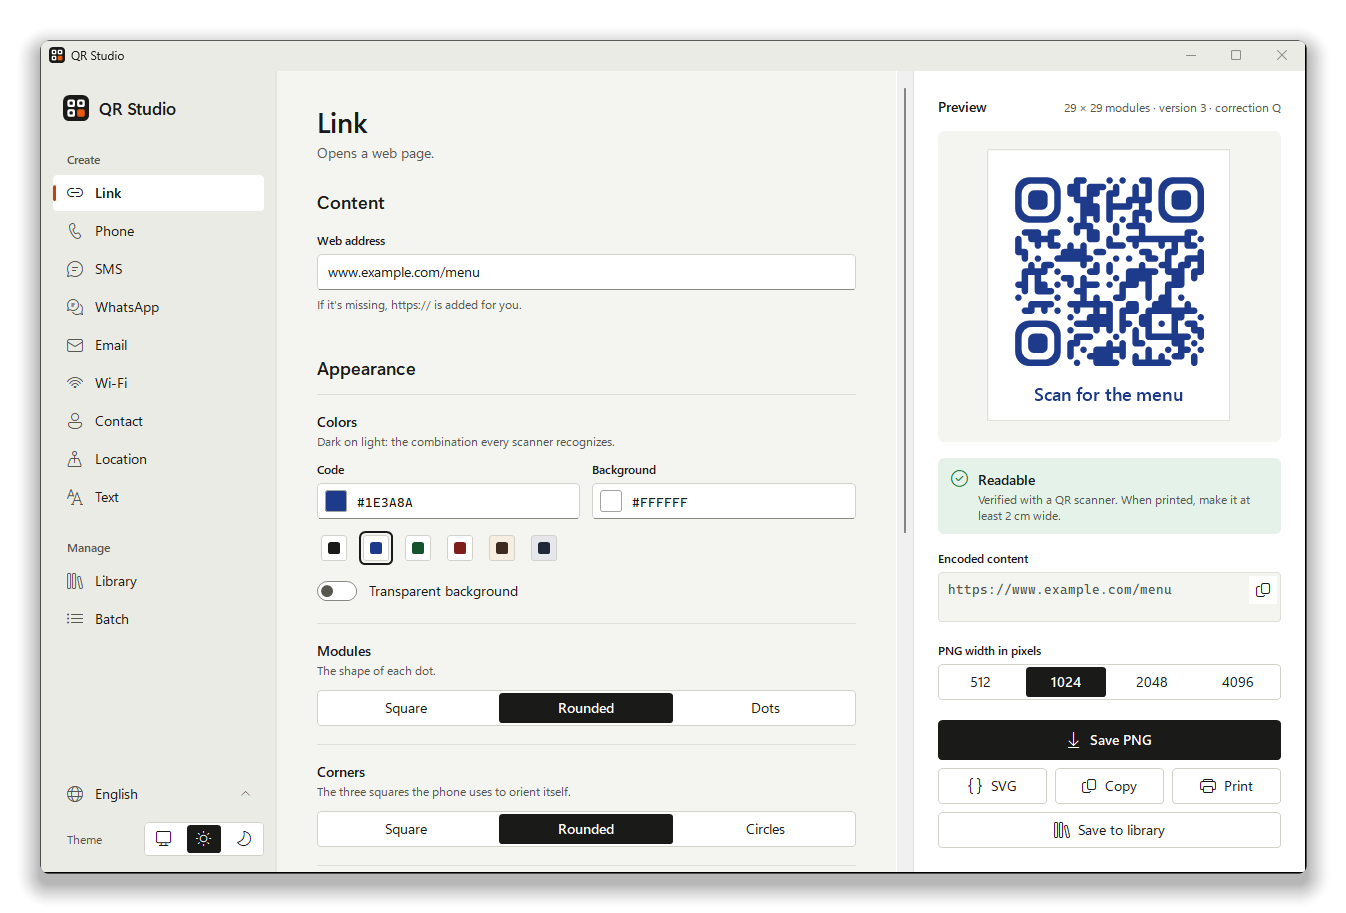 QR Studio
QR Studio
Create
Link
Phone
SMS
WhatsApp
Email
Wi-Fi
Contact
Location
Text
Manage
Library
Batch
English
Theme
Link
Opens a web page.
Content
Web address
www.example.com/menu
If it's missing, https:// is added for you.
Appearance
Colors
Dark on light: the combination every scanner recognizes.
Code Background
#1E3A8A #FFFFFF
Transparent background
Modules
The shape of each dot.
Square Rounded Dots
Corners
The three squares the phone uses to orient itself.
Square Rounded Circles
Preview 29 × 29 modules · version 3 · correction Q
Scan for the menu
Readable
Verified with a QR scanner. When printed, make it at
least 2 cm wide.
Encoded content
https://www.example.com/menu
PNG width in pixels
512 1024 2048 4096
Save PNG
SVG Copy Print
Save to library